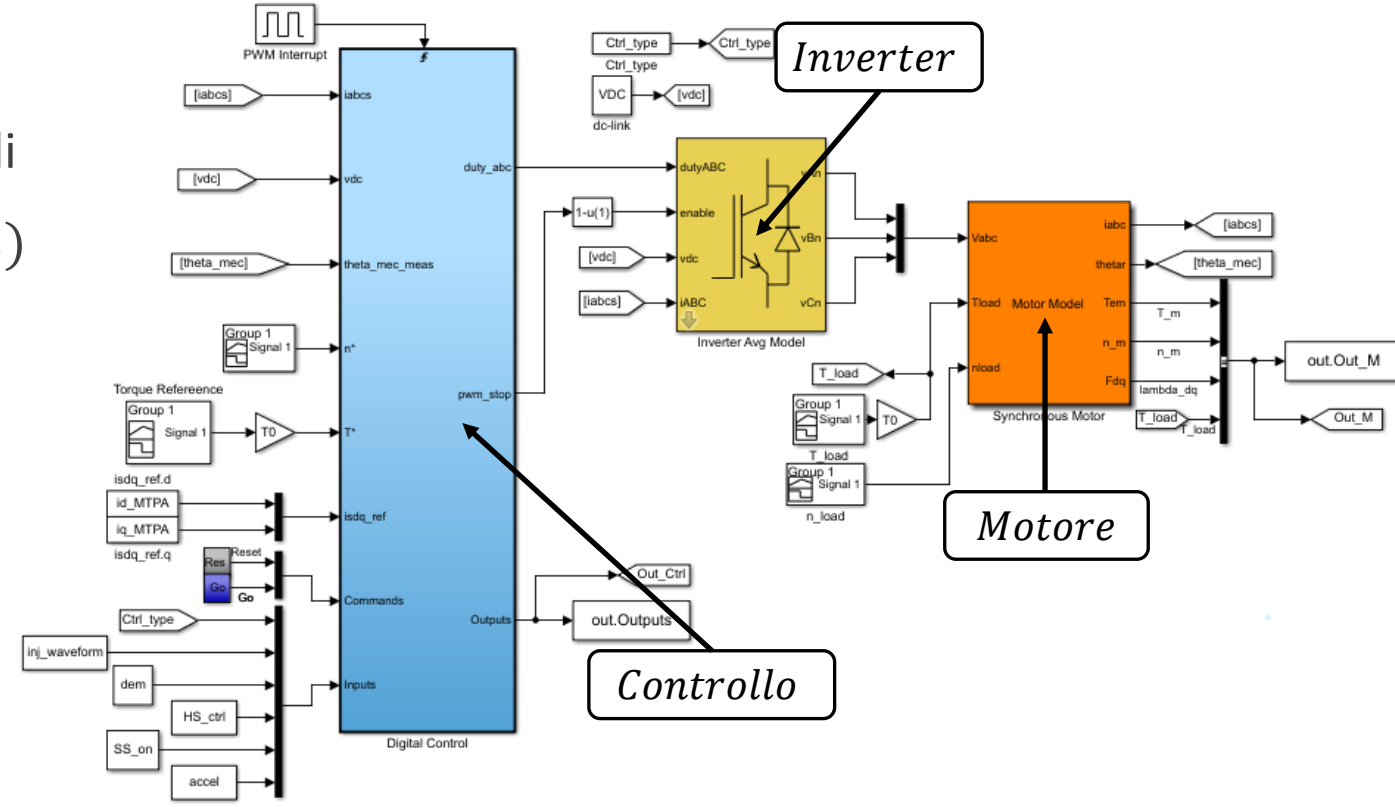 PWM Interrupt
[iabcs]
[vdc]
[theta_mec]
Group 1
Signal 1
Torque Refereence
Group 1
Signal 1
T0
isdq_ref.d
id_MTPA
iq_MTPA
isdq_ref.q
Reset
Res
Go
Go
Ctrl_type
inj_waveform
dem
HS_ctrl
SS_on
accel
li
)
iabcs
vdc
theta_mec_meas
n*
T*
isdq_ref
Commands
Inputs
duty_abc
pwm_stop
Outputs
Digital Control
Controllo
Out_Ctrl
out.Outputs
Ctrl_type
Ctrl_type
Ctrl_type
VDC
[vdc]
dc-link
Inverter
1-u(1)
[vdc]
[iabcs]
dutyABC
enable
vdc
iABC
vBn
vCn
Inverter Avg Model
T_load
Group 1
Signal 1
T0
T_load
Group 1
Signal 1
n_load
Vabc
Tload
nload
Motor Model
iabc
thetar
Tem
n_m
Fdq
Synchronous Motor
Motore
[iabcs]
[theta_mec]
T_m
n_m
lambda_dq
T_load
T_load
out.Out_M
Out_M